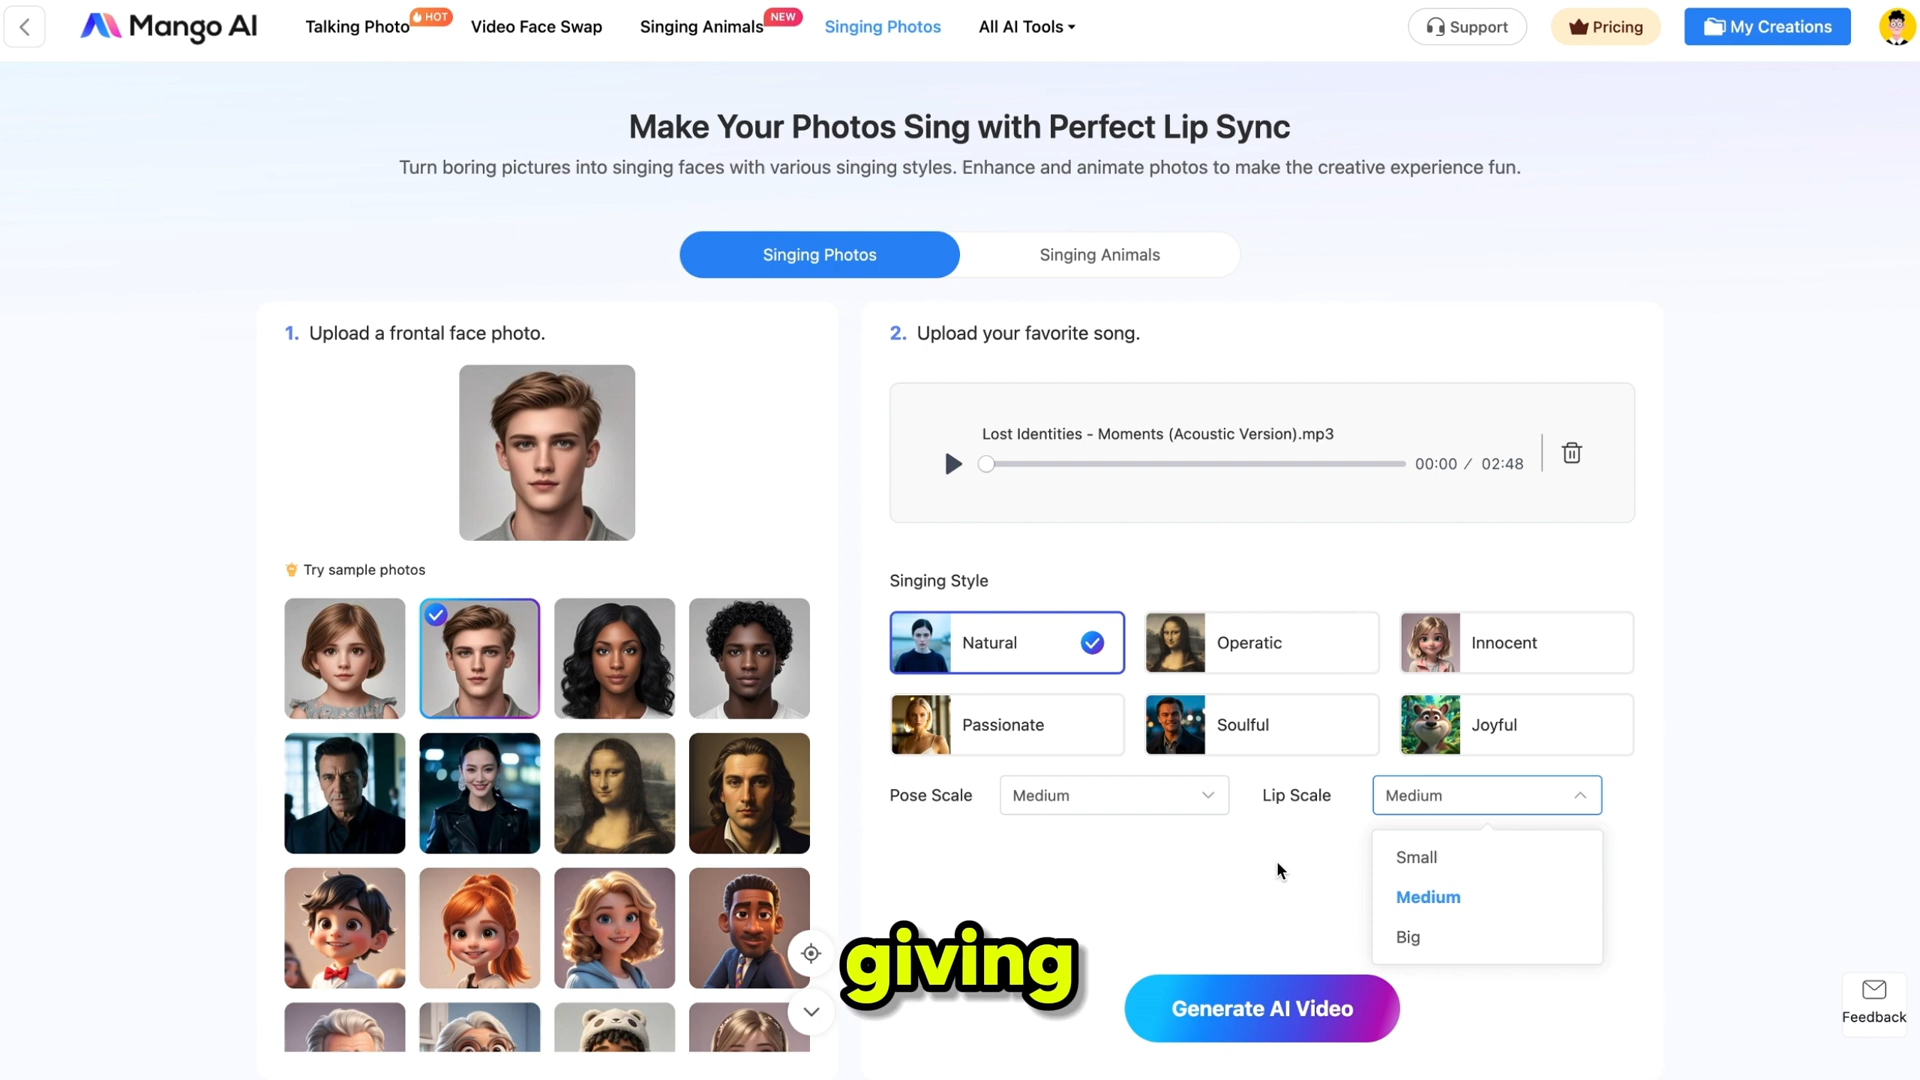 Mango AI
Talking Photo
HOT
Video Face Swap
Singing Animals
NEW
Singing Photos
All AI Tools
Support
Pricing
My Creations
Make Your Photos Sing with Perfect Lip Sync
Turn boring pictures into singing faces with various singing styles. Enhance and animate photos to make the creative experience fun.
Singing Photos
Singing Animals
1. Upload a frontal face photo.
Try sample photos
2. Upload your favorite song.
Lost Identities - Moments (Acoustic Version).mp3
00:00 / 02:48
Singing Style
Natural
Operatic
Innocent
Passionate
Soulful
Joyful
Pose Scale
Medium
Lip Scale
Medium
Small
Medium
Big
giving
Generate AI Video
Feedback